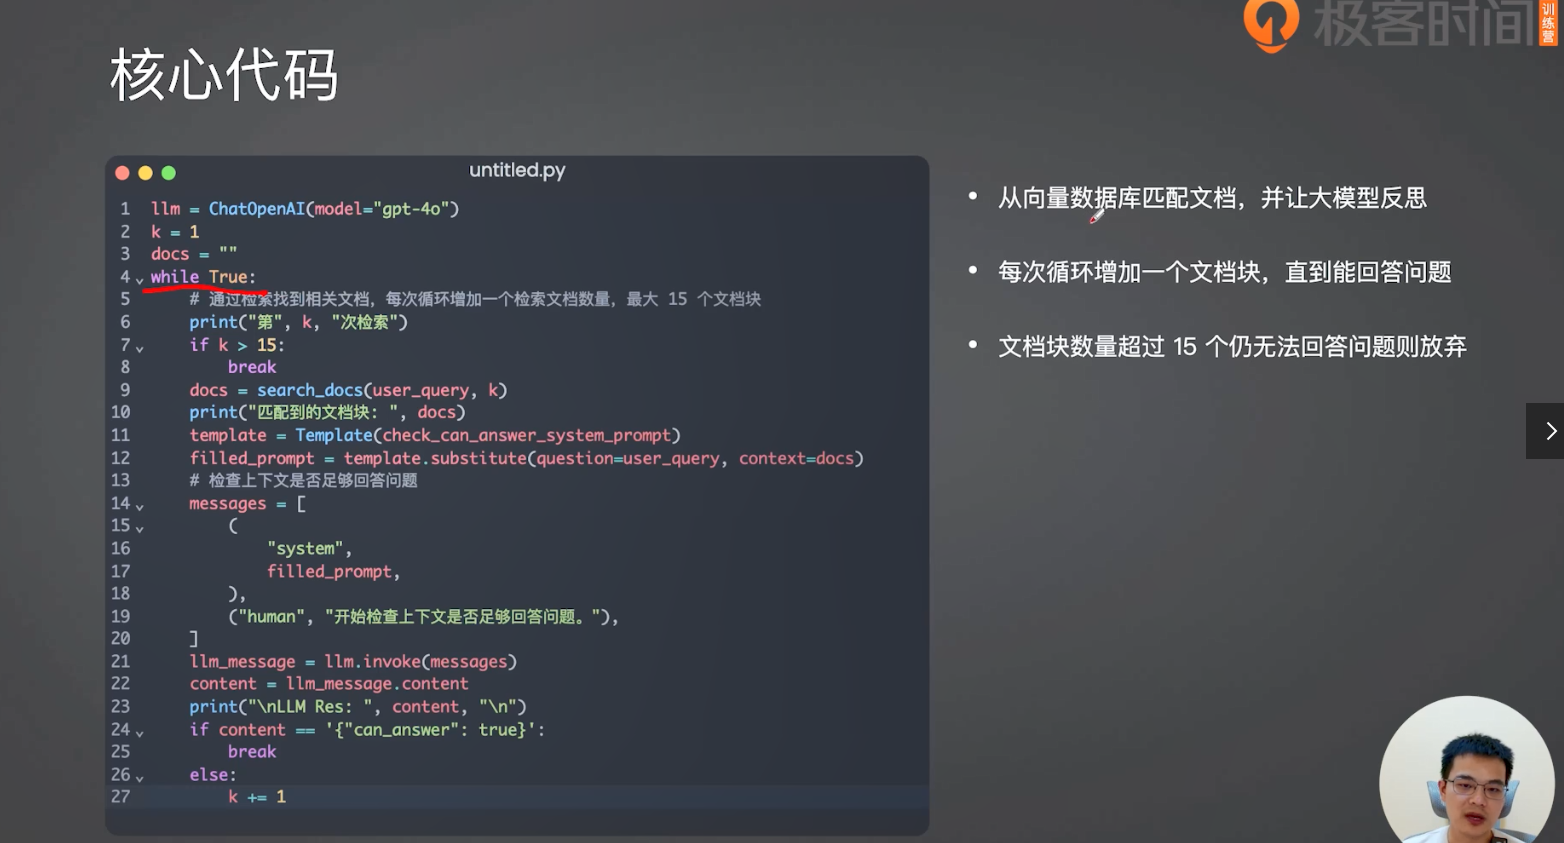 极客时间
训练营
核心代码
untitled.py
1 llm = ChatOpenAI(model="gpt-4o")
2 k = 1
3 docs = ""
4 while True:
5 # 通过检索找到相关文档，每次循环增加一个检索文档数量，最大 15 个文档块
6 print("第", k, "次检索")
7 if k > 15:
8 break
9 docs = search_docs(user_query, k)
10 print("匹配到的文档块: ", docs)
11 template = Template(check_can_answer_system_prompt)
12 filled_prompt = template.substitute(question=user_query, context=docs)
13 # 检查上下文是否足够回答问题
14 messages = [
15 (
16 "system",
17 filled_prompt,
18 ),
19 ("human", "开始检查上下文是否足够回答问题。"),
20 ]
21 llm_message = llm.invoke(messages)
22 content = llm_message.content
23 print("\nLLM Res: ", content, "\n")
24 if content == '{"can_answer": true}':
25 break
26 else:
27 k += 1
• 从向量数据库匹配文档，并让大模型反思
• 每次循环增加一个文档块，直到能回答问题
• 文档块数量超过 15 个仍无法回答问题则放弃